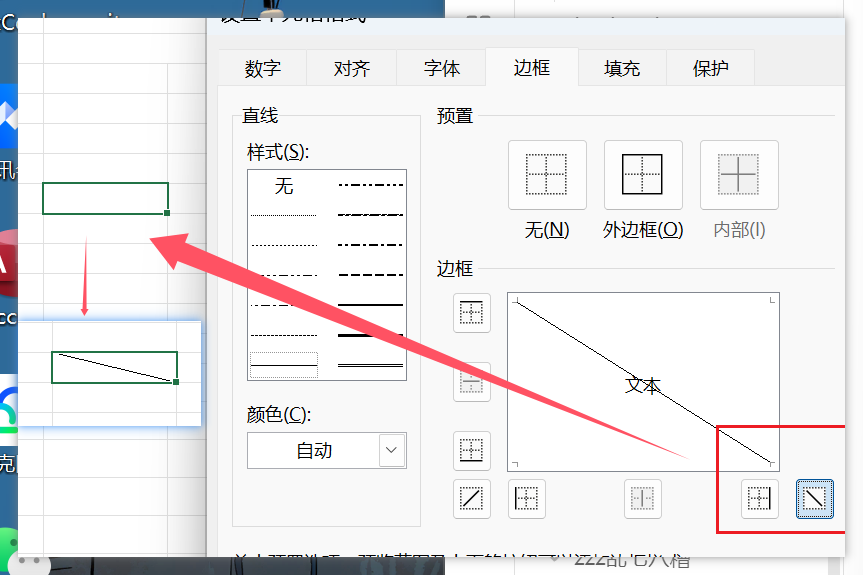 数字 对齐 字体 边框 填充 保护
直线
样式(S):
无
颜色(C):
自动
预置
无(N) 外边框(O) 内部(I)
边框
文本